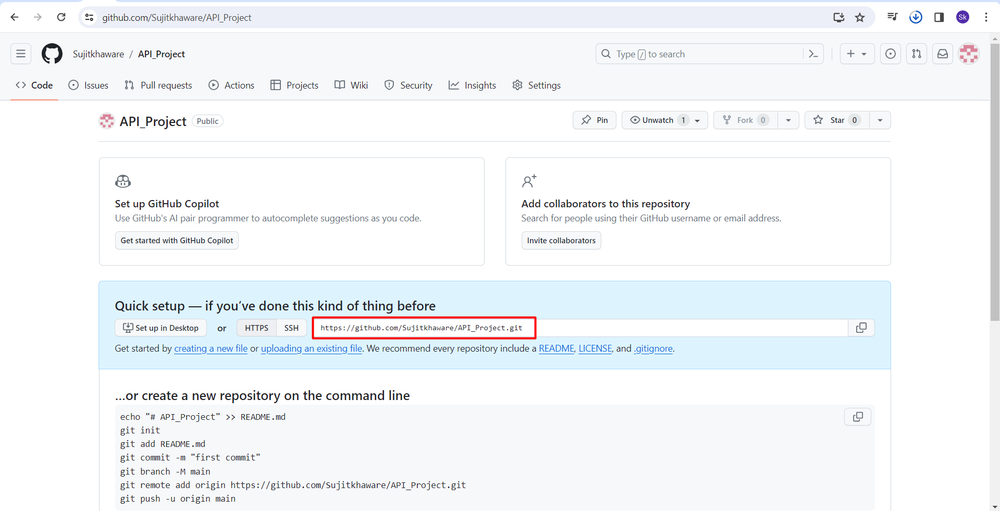 github.com/Sujitkhaware/API_Project
Sk
Sujitkhaware / API_Project
Type / to search
Code Issues Pull requests Actions Projects Wiki Security Insights Settings
API_Project Public
Pin Unwatch 1 Fork 0 Star 0
Set up GitHub Copilot
Use GitHub's AI pair programmer to autocomplete suggestions as you code.
Get started with GitHub Copilot
Add collaborators to this repository
Search for people using their GitHub username or email address.
Invite collaborators
Quick setup — if you’ve done this kind of thing before
Set up in Desktop or HTTPS SSH https://github.com/Sujitkhaware/API_Project.git
Get started by creating a new file or uploading an existing file. We recommend every repository include a README, LICENSE, and .gitignore.
…or create a new repository on the command line
echo "# API_Project" >> README.md
git init
git add README.md
git commit -m "first commit"
git branch -M main
git remote add origin https://github.com/Sujitkhaware/API_Project.git
git push -u origin main